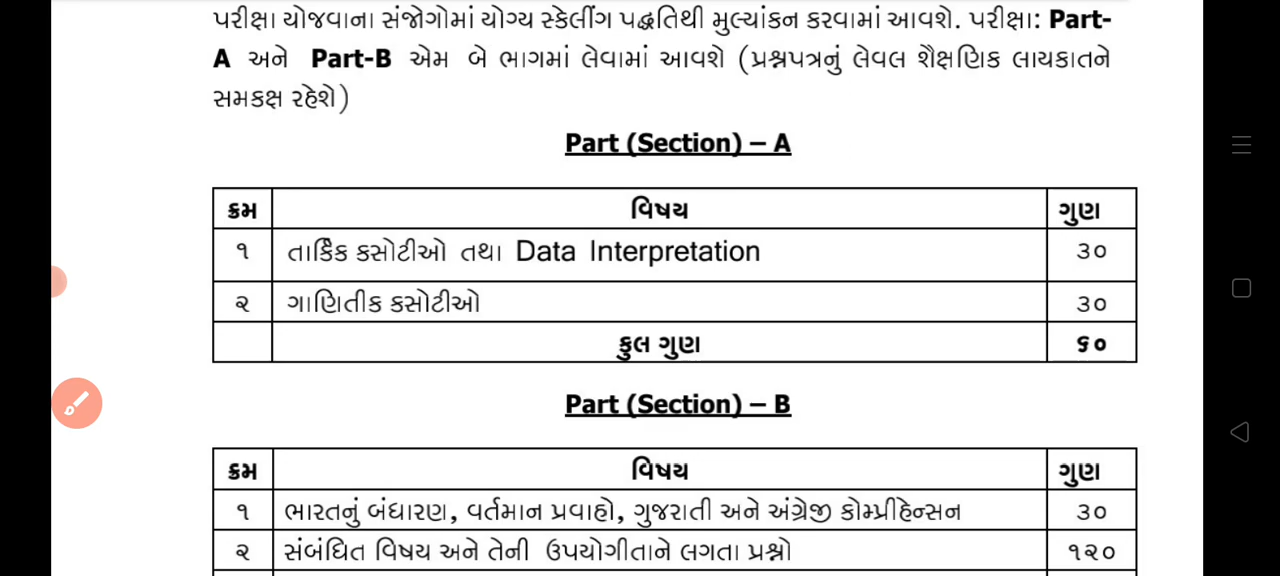 પરીક્ષા યોજવાના સંજોગોમાં યોગ્ય સ્કેલીંગ પદ્ધતિથી મુલ્યાંકન કરવામાં આવશે. પરીક્ષા: Part-
A અને Part-B એમ બે ભાગમાં લેવામાં આવશે (પ્રશ્નપત્રનું લેવલ શૈક્ષણિક લાયકાતને
સમકક્ષ રહેશે)
Part (Section) – A
ક્રમ વિષય ગુણ
૧ તાર્કિક કસોટીઓ તથા Data Interpretation ૩૦
૨ ગાણિતીક કસોટીઓ ૩૦
કુલ ગુણ ૬૦
Part (Section) – B
ક્રમ વિષય ગુણ
૧ ભારતનું બંધારણ, વર્તમાન પ્રવાહો, ગુજરાતી અને અંગ્રેજી કોમ્પ્રીહેન્સન ૩૦
૨ સંબંધિત વિષય અને તેની ઉપયોગીતાને લગતા પ્રશ્નો ૧૨૦